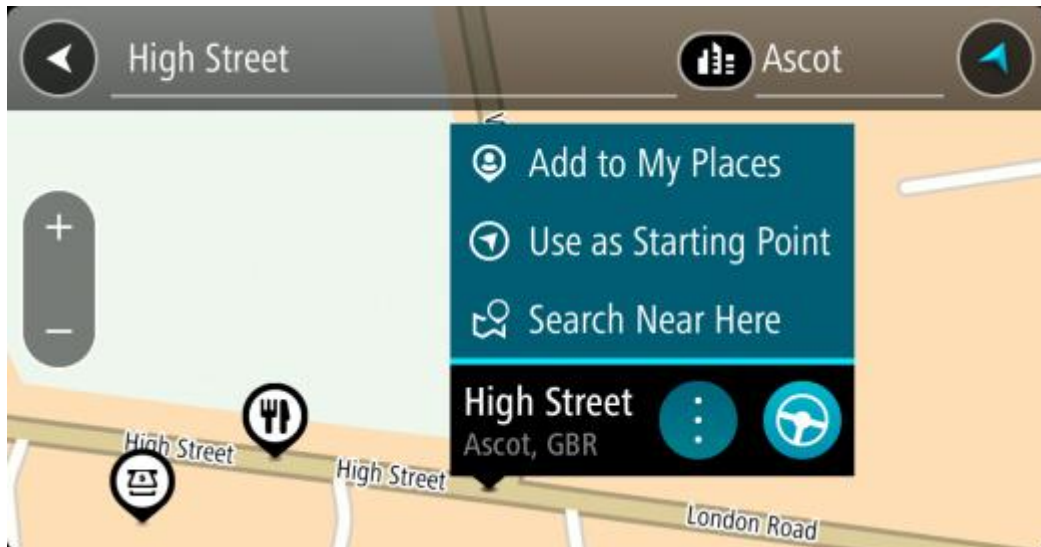 High Street
Ascot
Add to My Places
Use as Starting Point
Search Near Here
High Street
Ascot, GBR
High Street
High Street
London Road